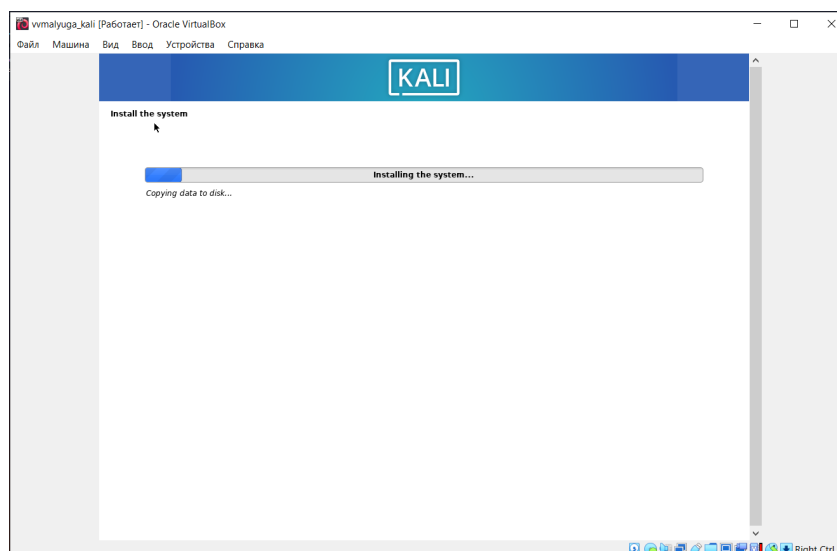 vvmalyuga_kali [Работает] - Oracle VirtualBox
Файл Машина Вид Ввод Устройства Справка
KALI
Install the system
Installing the system...
Copying data to disk...
Right Ctrl